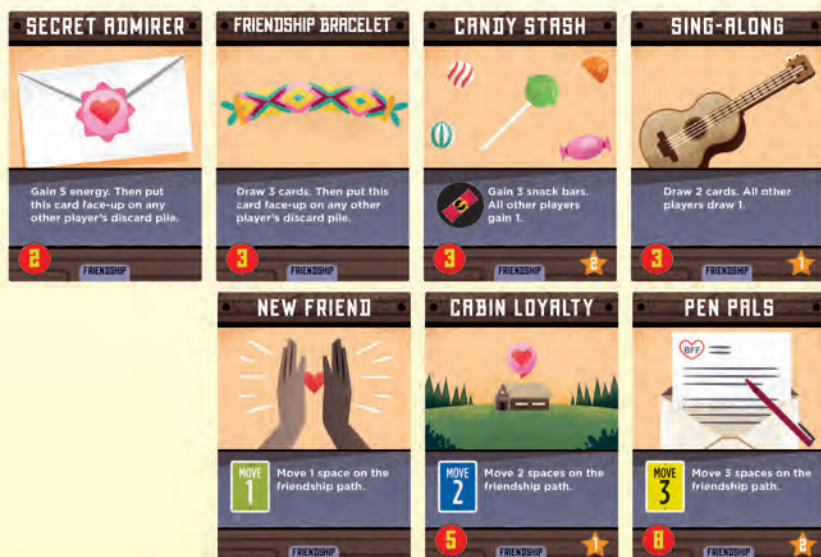 SECRET ADMIRER
Gain 5 energy. Then put
this card face-up on any
other player's discard pile.
2
FRIENDSHIP
FRIENDSHIP BRACELET
Draw 3 cards. Then put this
card face-up on any other
player's discard pile.
3
FRIENDSHIP
CANDY STASH
Gain 3 snack bars.
All other players
gain 1.
3
FRIENDSHIP
2
SING-ALONG
Draw 2 cards. All other
players draw 1.
3
FRIENDSHIP
1
NEW FRIEND
MOVE
1
Move 1 space on the
friendship path.
FRIENDSHIP
CABIN LOYALTY
MOVE
2
Move 2 spaces on the
friendship path.
5
FRIENDSHIP
1
PEN PALS
BFF
MOVE
3
Move 3 spaces on the
friendship path.
8
FRIENDSHIP
2